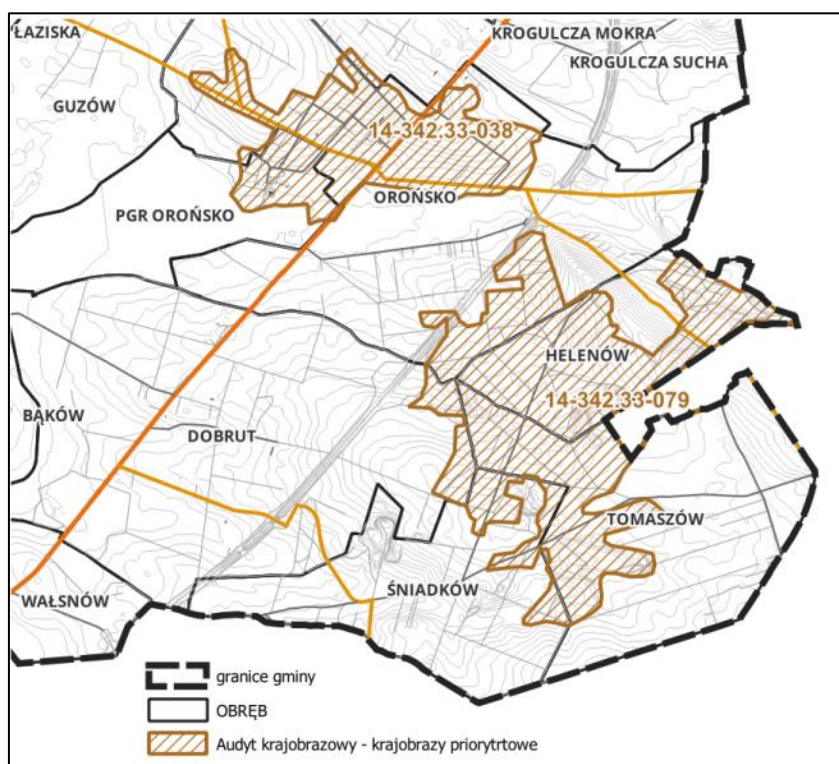 ŁAZISKA
KROGULCZA MOKRA
KROGULCZA SUCHA
GUZÓW
14-342.33-038
OROŃSKO
PGR OROŃSKO
HELENÓW
14-342.33-079
BĄKÓW
DOBRUT
TOMASZÓW
ŚNIADKÓW
WAŁSNÓW
granice gminy
OBRĘB
Audyt krajobrazowy - krajobrazy priorytrtowe